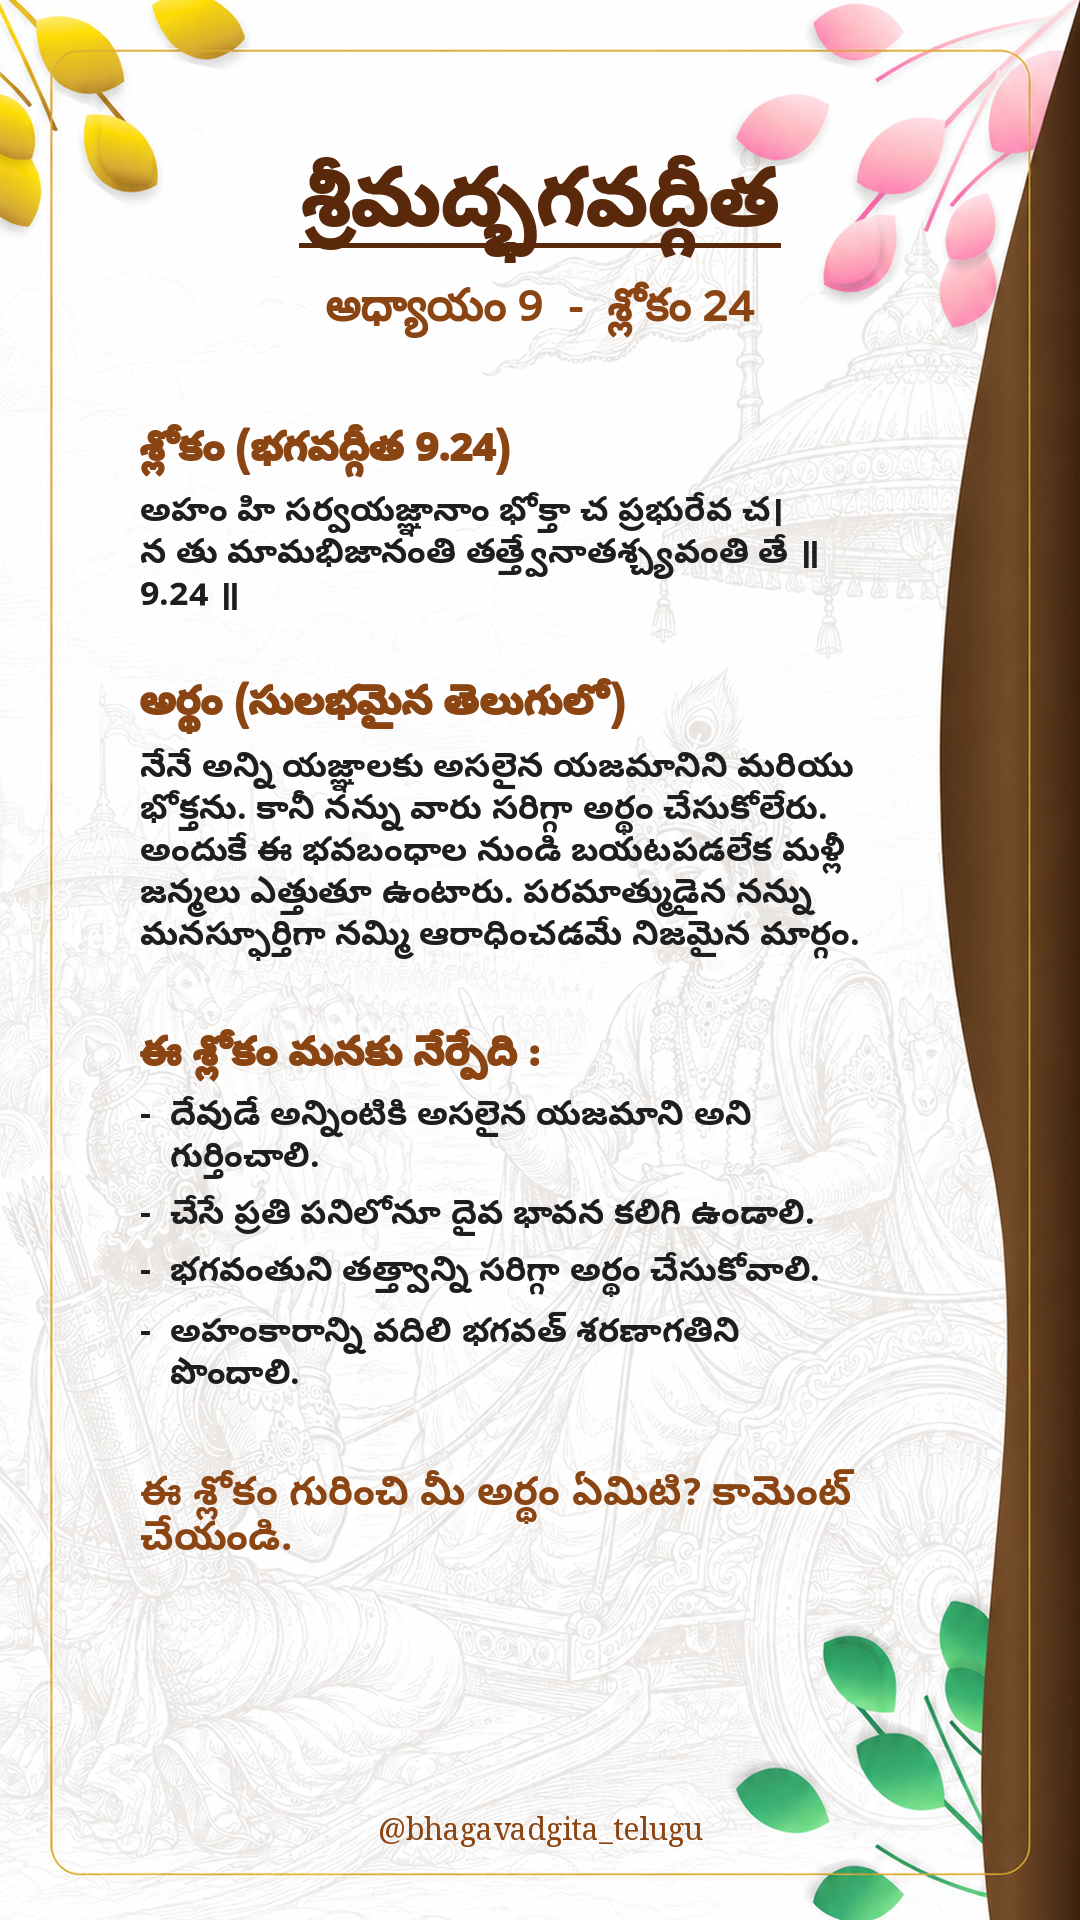 శ్రీమద్భగవద్గీత
అధ్యాయం 9 - శ్లోకం 24
శ్లోకం (భగవద్గీత 9.24)
అహం హి సర్వయజ్ఞానాం భోక్తా చ ప్రభురేవ చ|
న తు మామభిజానంతి తత్త్వేనాతశ్చ్యవంతి తే ||
9.24 ||
అర్థం (సులభమైన తెలుగులో)
నేనే అన్ని యజ్ఞాలకు అసలైన యజమానిని మరియు
భోక్తను. కానీ నన్ను వారు సరిగ్గా అర్థం చేసుకోలేరు.
అందుకే ఈ భవబంధాల నుండి బయటపడలేక మళ్లీ
జన్మలు ఎత్తుతూ ఉంటారు. పరమాత్ముడైన నన్ను
మనస్ఫూర్తిగా నమ్మి ఆరాధించడమే నిజమైన మార్గం.
ఈ శ్లోకం మనకు నేర్పేది :
- దేవుడే అన్నింటికి అసలైన యజమాని అని
గుర్తించాలి.
- చేసే ప్రతి పనిలోనూ దైవ భావన కలిగి ఉండాలి.
- భగవంతుని తత్త్వాన్ని సరిగ్గా అర్థం చేసుకోవాలి.
- అహంకారాన్ని వదిలి భగవత్ శరణాగతిని
పొందాలి.
ఈ శ్లోకం గురించి మీ అర్థం ఏమిటి? కామెంట్
చేయండి.
@bhagavadgita_telugu